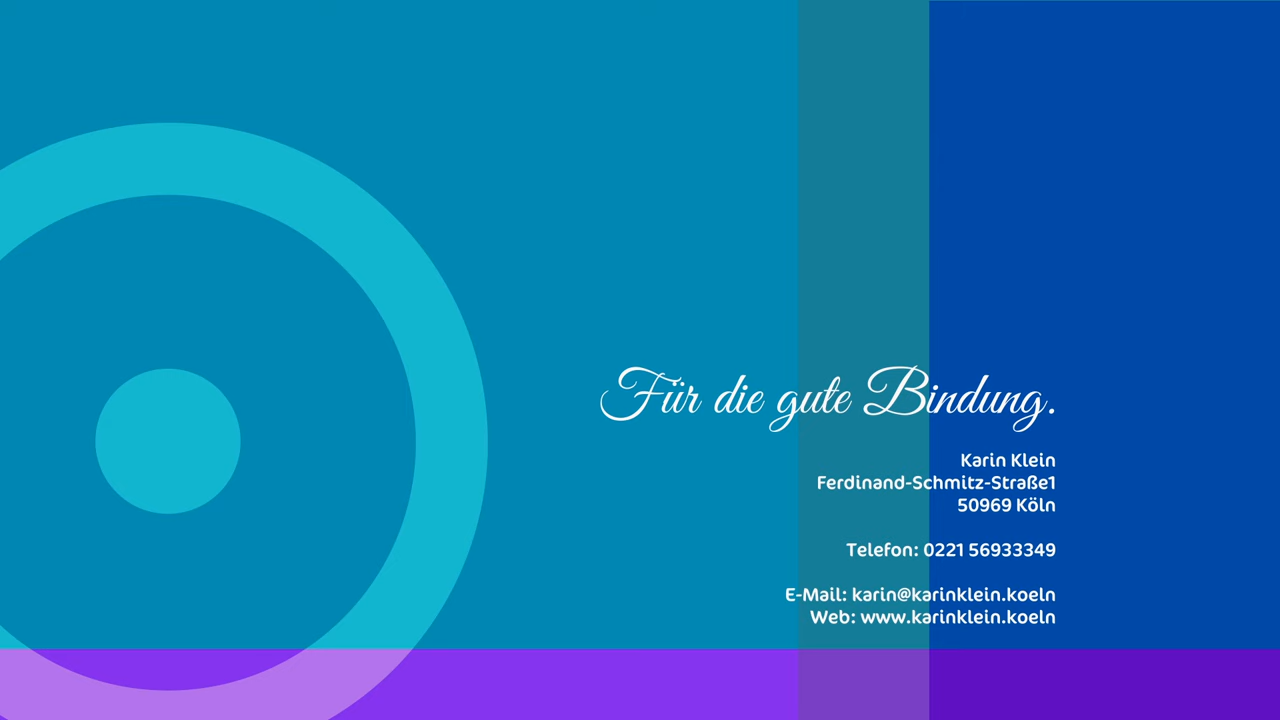 Für die gute Bindung.
Karin Klein
Ferdinand-Schmitz-Straße1
50969 Köln
Telefon: 0221 56933349
E-Mail: karin@karinklein.koeln
Web: www.karinklein.koeln